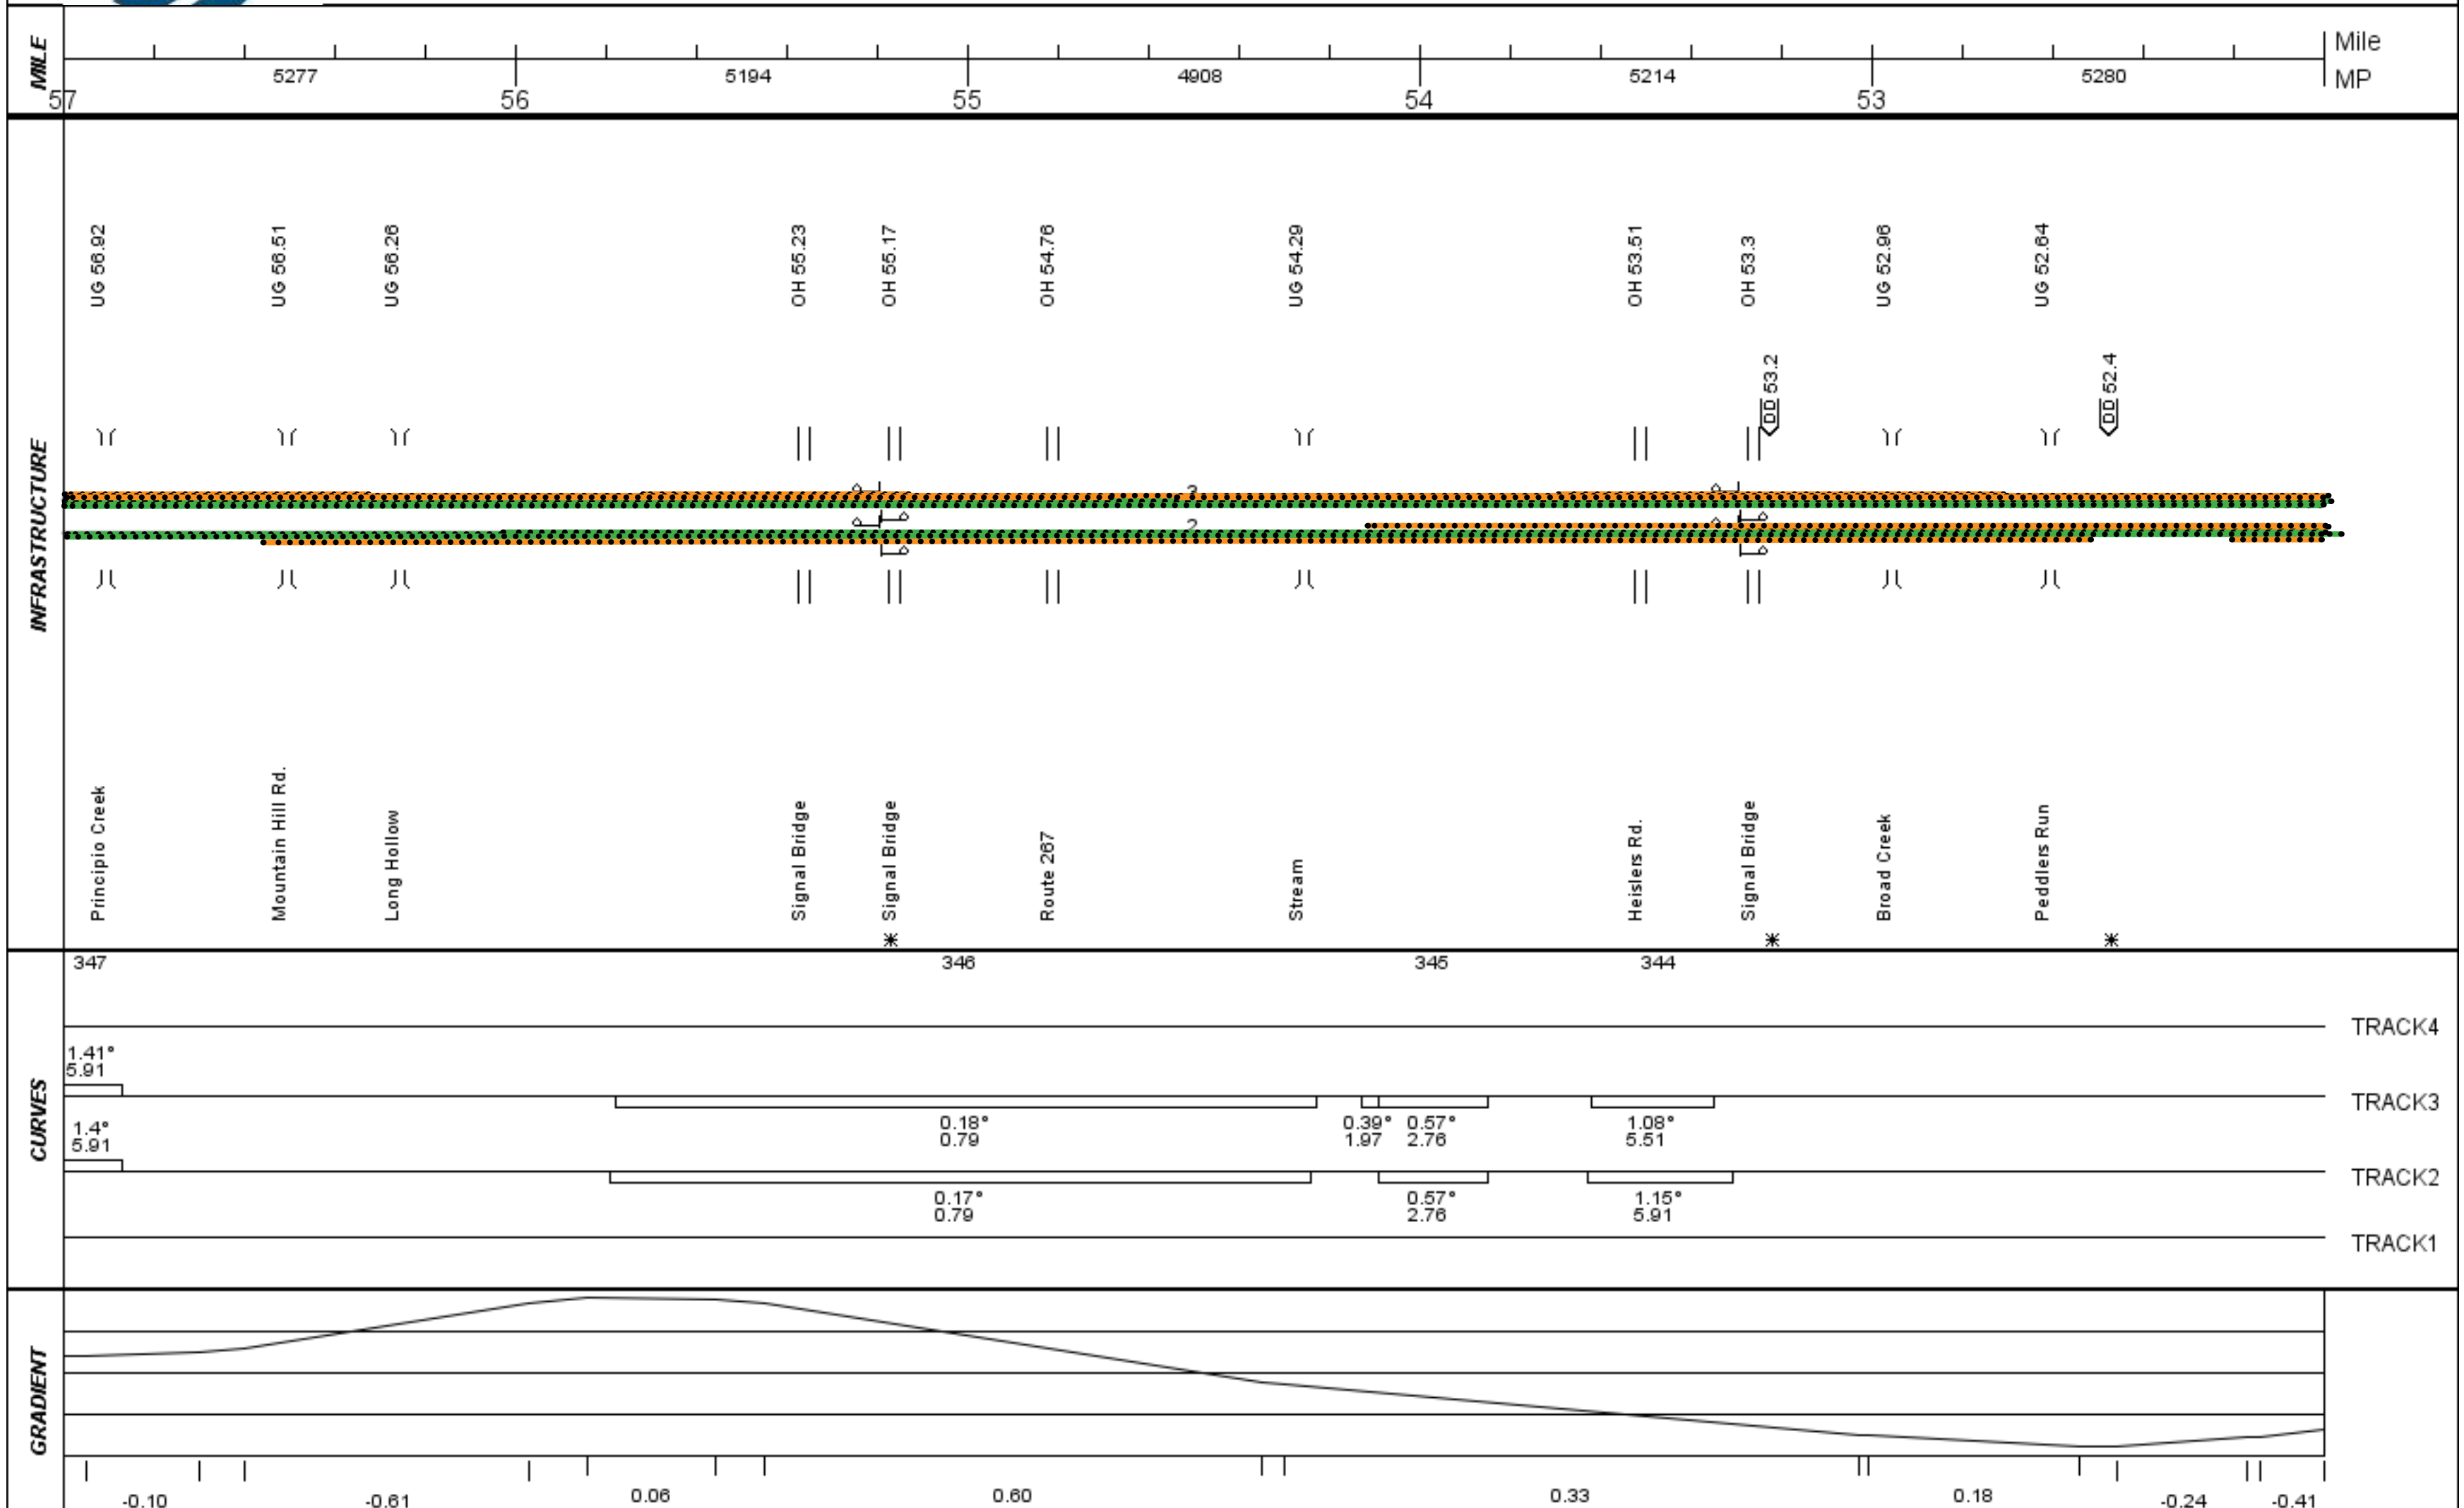 MILE
Mile
5277 5194 4908 5214 5280
MP
57 56 55 54 53
INFRASTRUCTURE
UG 56.92
UG 56.51
UG 56.26
OH 55.23
OH 55.17
OH 54.76
UG 54.29
OH 53.51
OH 53.3
UG 52.96
UG 52.64
DD 53.2
DD 52.4
3
2
Principio Creek
Mountain Hill Rd.
Long Hollow
Signal Bridge
Signal Bridge
Route 267
Stream
Heislers Rd.
Signal Bridge
Broad Creek
Peddlers Run
* * *
CURVES
347 346 345 344
TRACK4
1.41°
5.91
TRACK3
0.18° 0.39° 0.57° 1.08°
0.79 1.97 2.76 5.51
1.4°
5.91
TRACK2
0.17° 0.57° 1.15°
0.79 2.76 5.91
TRACK1
GRADIENT
-0.10 -0.61 0.06 0.60 0.33 0.18 -0.24 -0.41